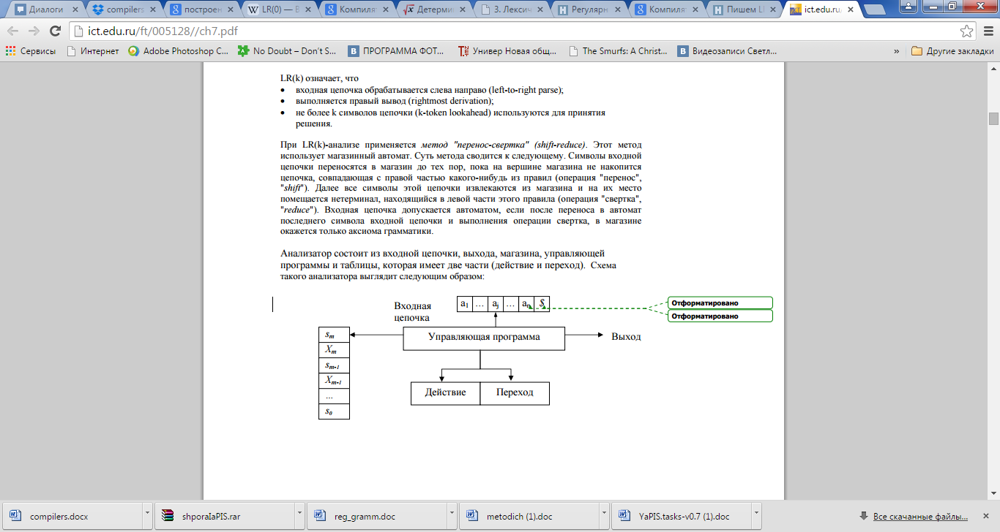 Диалоги
compilers
построен
LR(0) — В
Компиля
Детерми
3. Лексич
Регулярн
Компиля
Пишем L
ict.edu.ru
ict.edu.ru/ft/005128//ch7.pdf
Сервисы
Интернет
Adobe Photoshop C...
No Doubt – Don't S...
ПРОГРАММА ФОТ...
Универ Новая общ...
The Smurfs: A Christ...
Видеозаписи Светл...
»
Другие закладки
LR(k) означает, что
• входная цепочка обрабатывается слева направо (left-to-right parse);
• выполняется правый вывод (rightmost derivation);
• не более k символов цепочки (k-token lookahead) используются для принятия
решения.
При LR(k)-анализе применяется метод "перенос-свертка" (shift-reduce). Этот метод
использует магазинный автомат. Суть метода сводится к следующему. Символы входной
цепочки переносятся в магазин до тех пор, пока на вершине магазина не накопится
цепочка, совпадающая с правой частью какого-нибудь из правил (операция "перенос",
"shift"). Далее все символы этой цепочки извлекаются из магазина и на их место
помещается нетерминал, находящийся в левой части этого правила (операция "свертка",
"reduce"). Входная цепочка допускается автоматом, если после переноса в автомат
последнего символа входной цепочки и выполнения операции свертка, в магазине
окажется только аксиома грамматики.
Анализатор состоит из входной цепочки, выхода, магазина, управляющей
программы и таблицы, которая имеет две части (действие и переход). Схема
такого анализатора выглядит следующим образом:
Входная
цепочка
a1 ... aj ... an $
Отформатировано
Отформатировано
Управляющая программа
Выход
sm
Xm
sm-1
Xm-1
...
s0
Действие
Переход
compilers.docx
shporaIaPIS.rar
reg_gramm.doc
metodich (1).doc
YaPIS.tasks-v0.7 (1).doc
Все скачанные файлы...